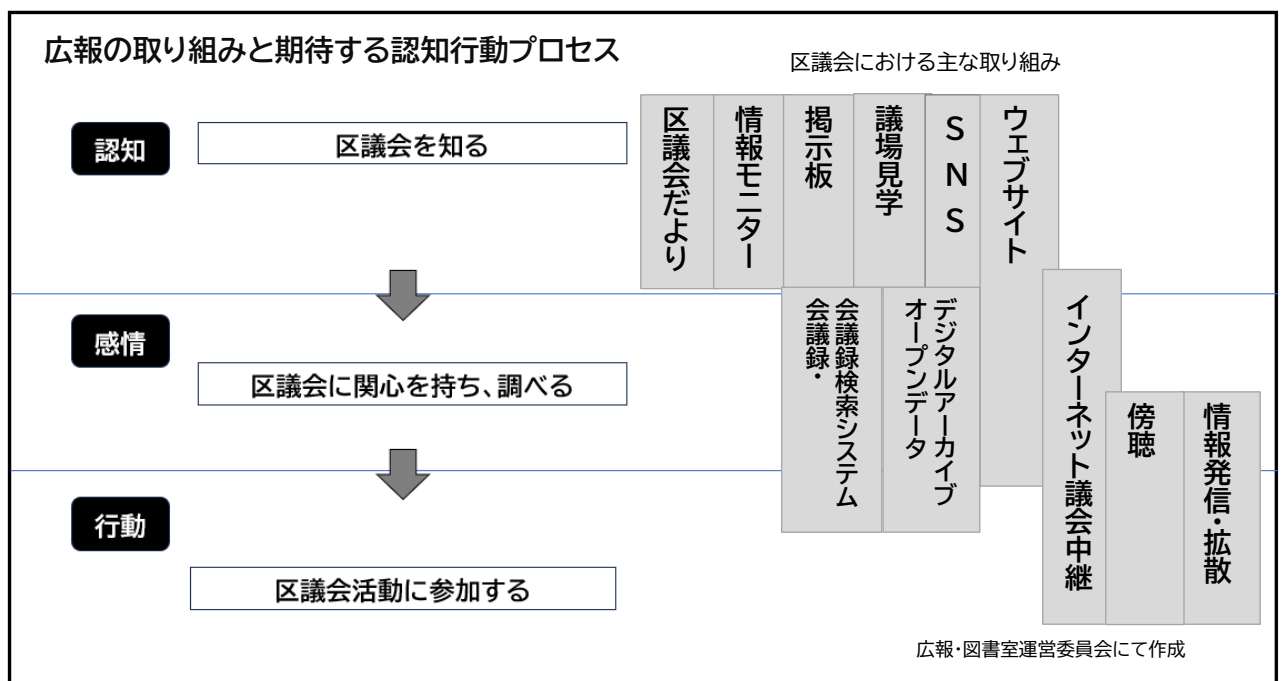 広報の取り組みと期待する認知行動プロセス
区議会における主な取り組み
認知
区議会を知る
区議会だより
情報モニター
掲示板
議場見学
SNS
ウェブサイト
感情
区議会に関心を持ち、調べる
会議録・
会議録検索システム
デジタルアーカイブ
オープンデータ
インターネット議会中継
傍聴
情報発信・拡散
行動
区議会活動に参加する
広報・図書室運営委員会にて作成